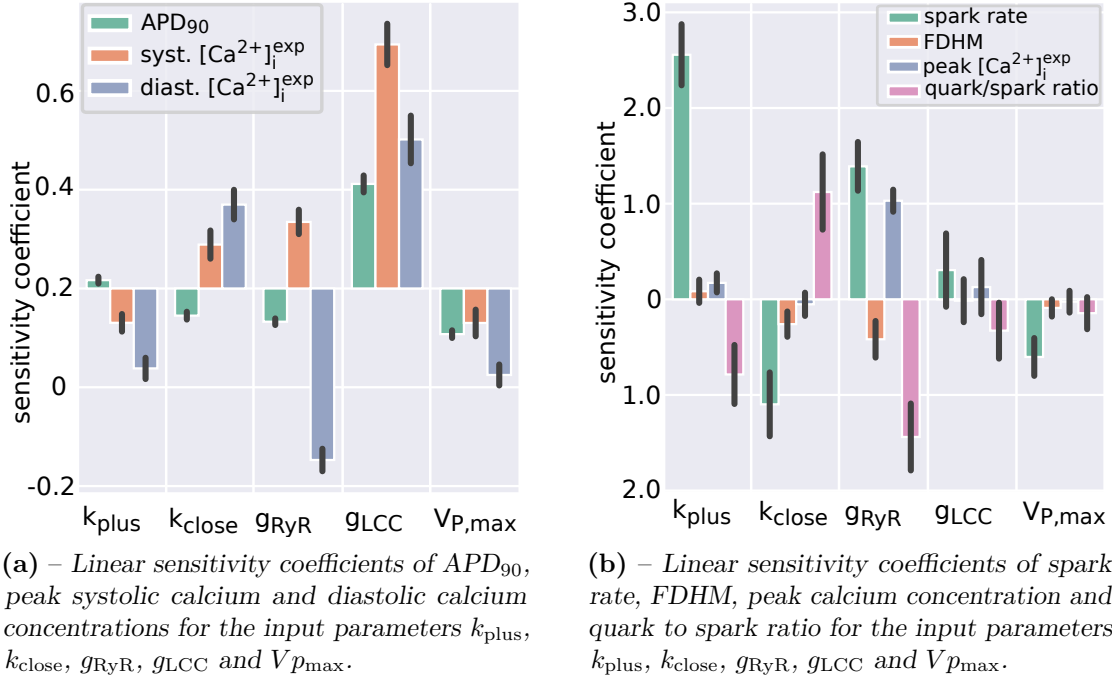 APD90
syst. [Ca2+]i exp
diast. [Ca2+]i exp
sensitivity coefficient
0.6
0.4
0.2
0
-0.2
kplus
kclose
gRyR
gLCC
VP,max
spark rate
FDHM
peak [Ca2+]i exp
quark/spark ratio
sensitivity coefficient
3.0
2.0
1.0
0
1.0
2.0
kplus
kclose
gRyR
gLCC
VP,max
(a) – Linear sensitivity coefficients of APD90,
peak systolic calcium and diastolic calcium
concentrations for the input parameters kplus,
kclose, gRyR, gLCC and Vpmax.
(b) – Linear sensitivity coefficients of spark
rate, FDHM, peak calcium concentration and
quark to spark ratio for the input parameters
kplus, kclose, gRyR, gLCC and Vpmax.